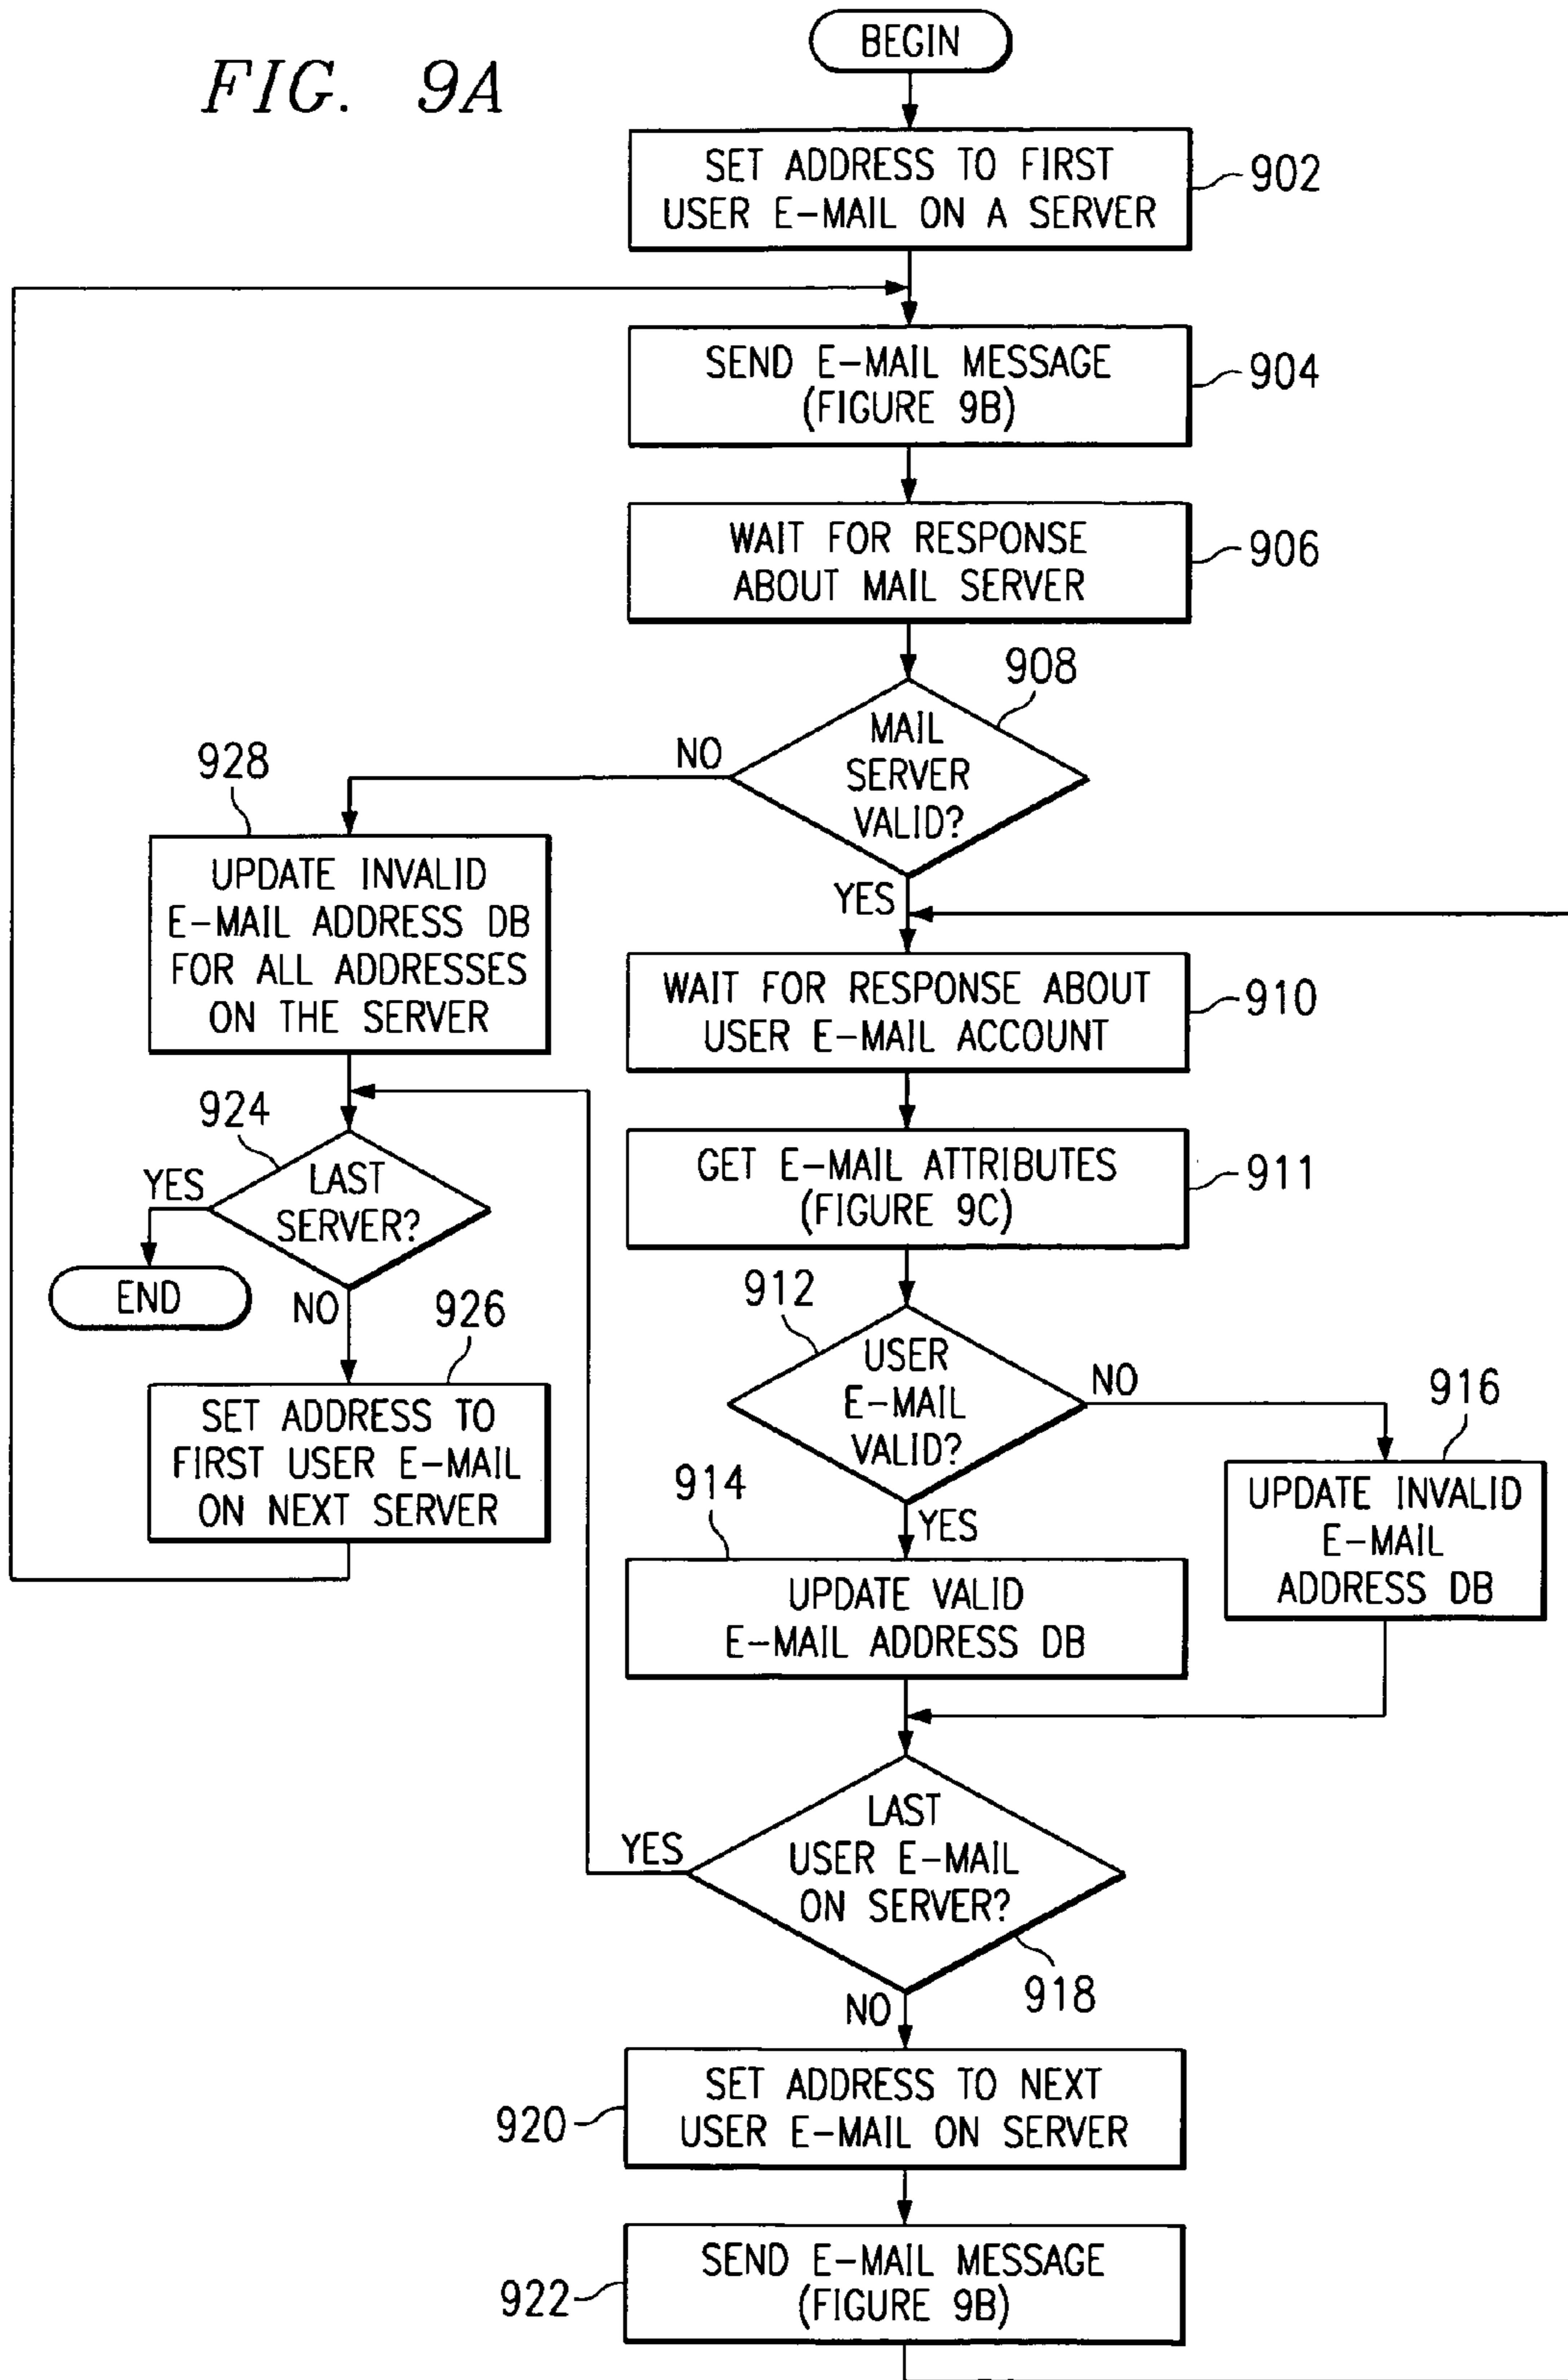 FIG. 9A
BEGIN
SET ADDRESS TO FIRST
USER E-MAIL ON A SERVER
902
SEND E-MAIL MESSAGE
(FIGURE 9B)
904
WAIT FOR RESPONSE
ABOUT MAIL SERVER
906
908
MAIL
SERVER
VALID?
NO
YES
928
UPDATE INVALID
E-MAIL ADDRESS DB
FOR ALL ADDRESSES
ON THE SERVER
WAIT FOR RESPONSE ABOUT
USER E-MAIL ACCOUNT
910
924
LAST
SERVER?
YES
END
NO
GET E-MAIL ATTRIBUTES
(FIGURE 9C)
911
926
SET ADDRESS TO
FIRST USER E-MAIL
ON NEXT SERVER
912
USER
E-MAIL
VALID?
NO
YES
916
UPDATE INVALID
E-MAIL
ADDRESS DB
914
UPDATE VALID
E-MAIL ADDRESS DB
LAST
USER E-MAIL
ON SERVER?
YES
918
NO
SET ADDRESS TO NEXT
USER E-MAIL ON SERVER
920
SEND E-MAIL MESSAGE
(FIGURE 9B)
922